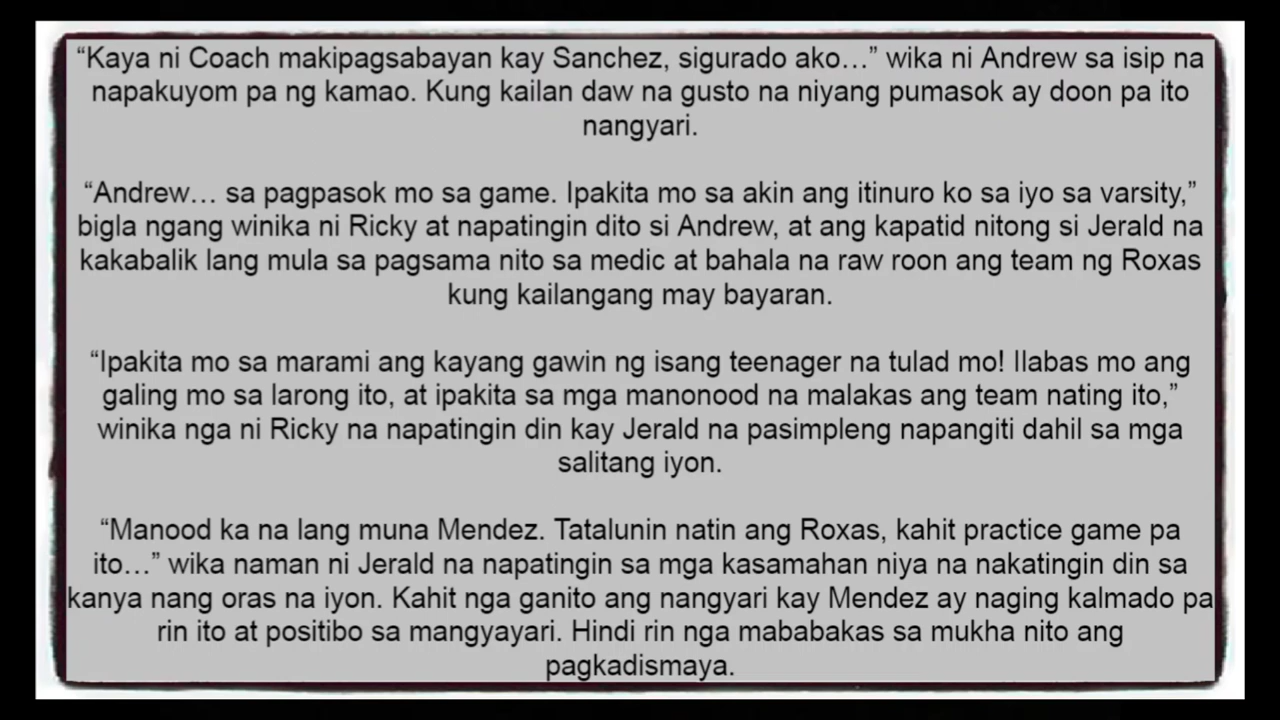 “Kaya ni Coach makipagsabayan kay Sanchez, sigurado ako…” wika ni Andrew sa isip na
napakuyom pa ng kamao. Kung kailan daw na gusto na niyang pumasok ay doon pa ito
nangyari.
“Andrew… sa pagpasok mo sa game. Ipakita mo sa akin ang itinuro ko sa iyo sa varsity,”
bigla ngang winika ni Ricky at napatingin dito si Andrew, at ang kapatid nitong si Jerald na
kakabalik lang mula sa pagsama nito sa medic at bahala na raw roon ang team ng Roxas
kung kailangang may bayaran.
“Ipakita mo sa marami ang kayang gawin ng isang teenager na tulad mo! Ilabas mo ang
galing mo sa larong ito, at ipakita sa mga manonood na malakas ang team nating ito,”
winika nga ni Ricky na napatingin din kay Jerald na pasimpleng napangiti dahil sa mga
salitang iyon.
“Manood ka na lang muna Mendez. Tatalunin natin ang Roxas, kahit practice game pa
ito…” wika naman ni Jerald na napatingin sa mga kasamahan niya na nakatingin din sa
kanya nang oras na iyon. Kahit nga ganito ang nangyari kay Mendez ay naging kalmado pa
rin ito at positibo sa mangyayari. Hindi rin nga mababakas sa mukha nito ang
pagkadismaya.